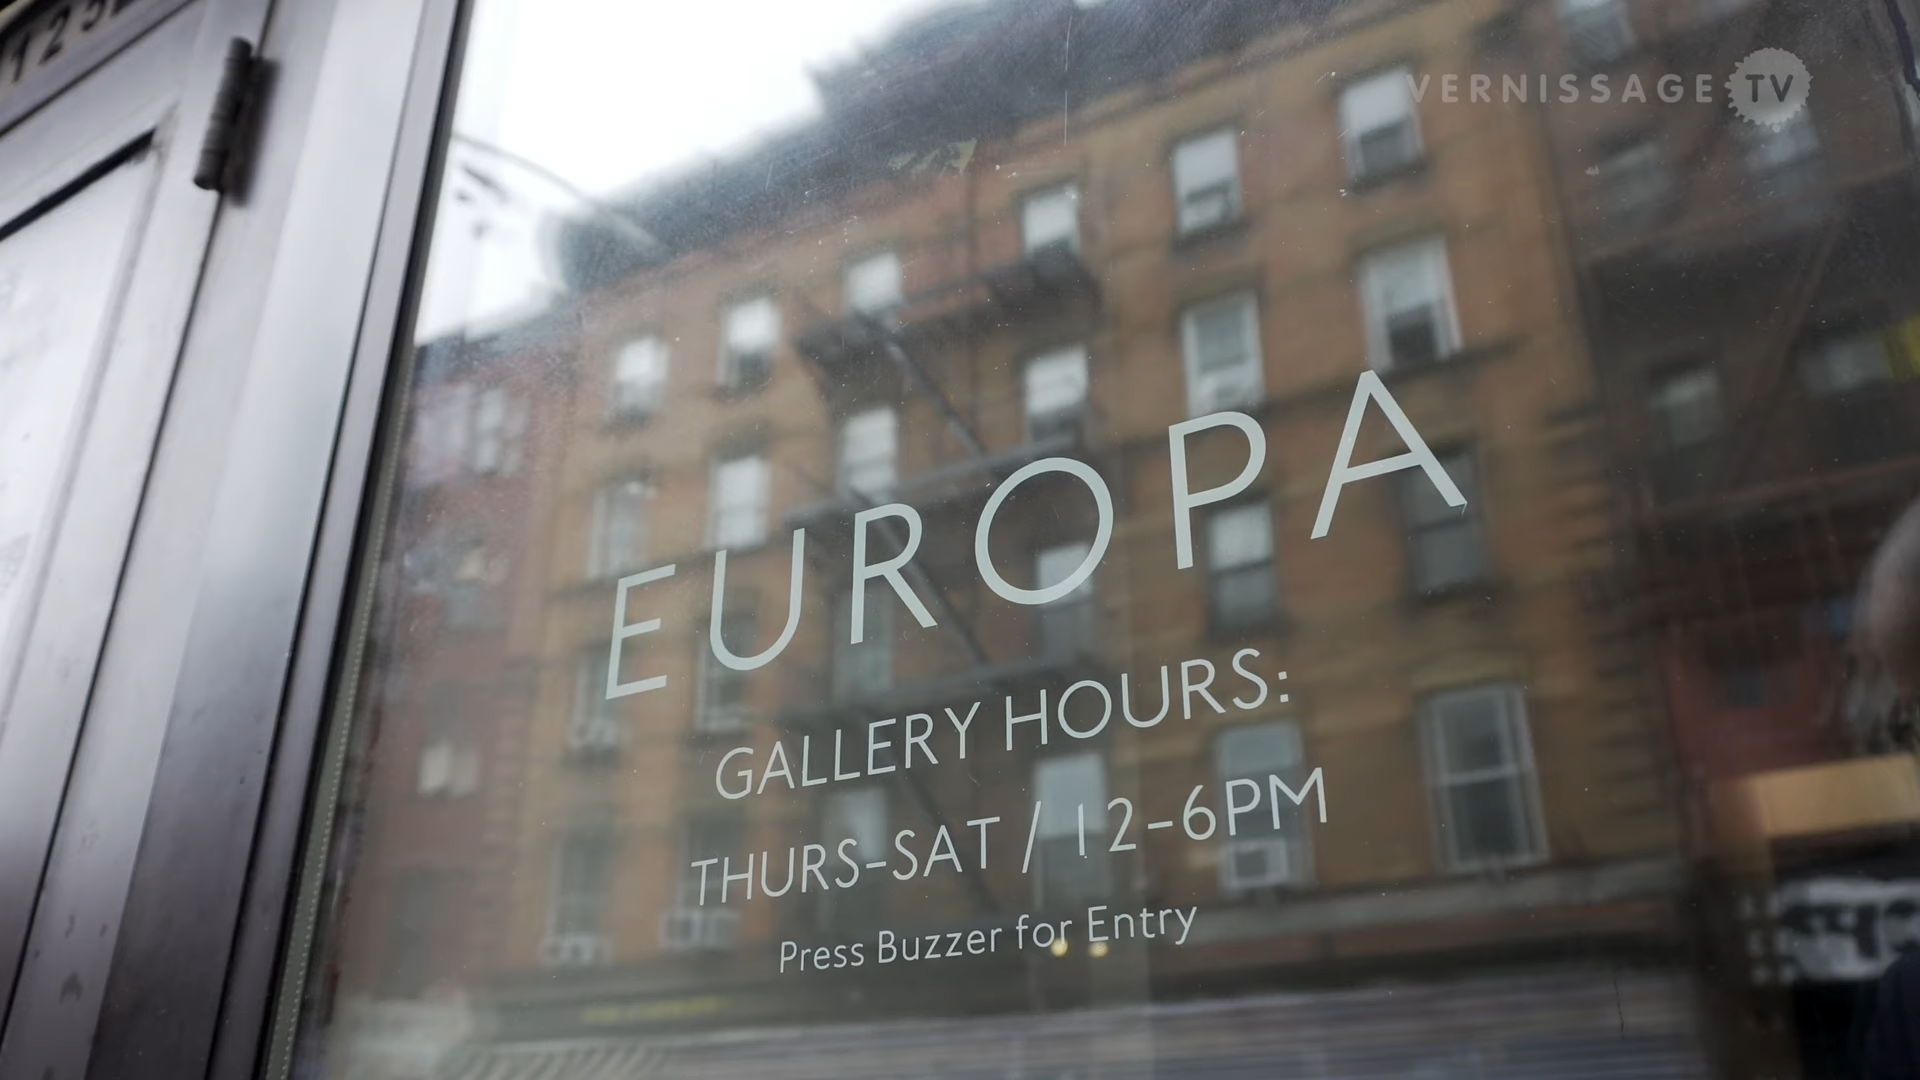 VERNISSAGE TV
EUROPA
GALLERY HOURS:
THURS-SAT / 12-6PM
Press Buzzer for Entry